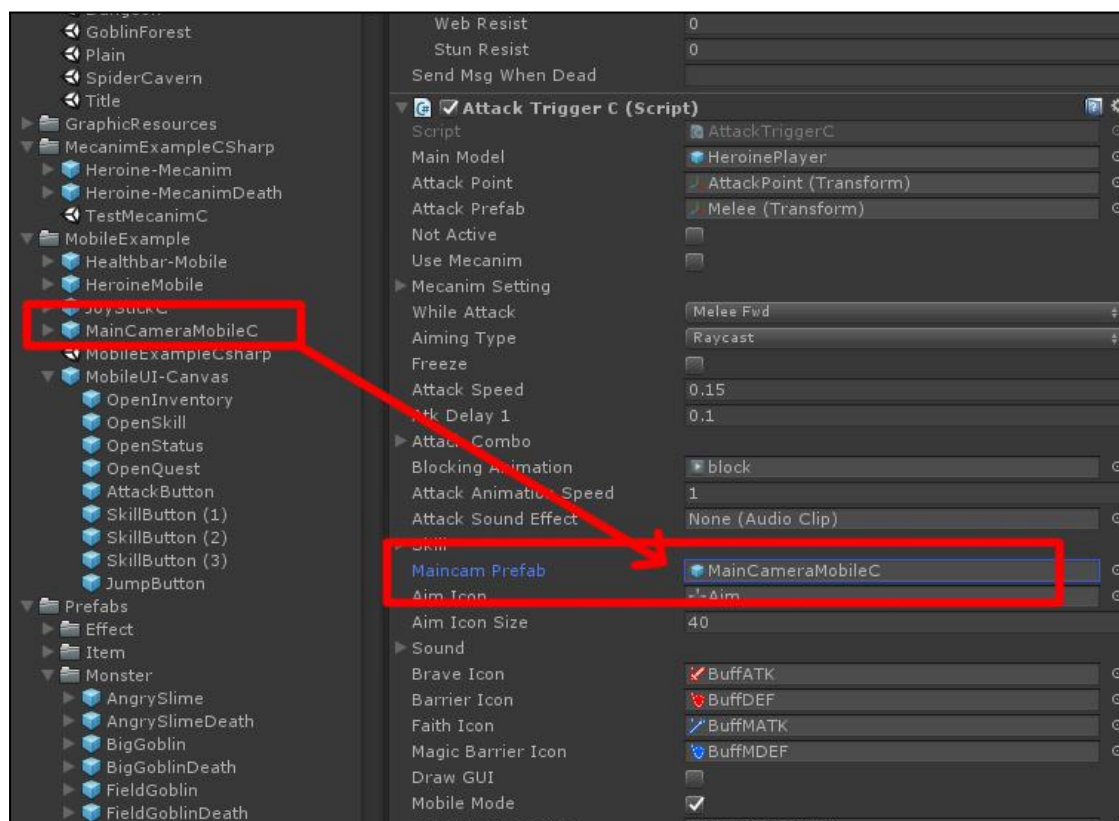 GoblinForest
Plain
SpiderCavern
Title
GraphicResources
MecanimExampleCSharp
Heroine-Mecanim
Heroine-MecanimDeath
TestMecanimC
MobileExample
Healthbar-Mobile
HeroineMobile
JoyStickC
MainCameraMobileC
MobileExampleCsharp
MobileUI-Canvas
OpenInventory
OpenSkill
OpenStatus
OpenQuest
AttackButton
SkillButton (1)
SkillButton (2)
SkillButton (3)
JumpButton
Prefabs
Effect
Item
Monster
AngrySlime
AngrySlimeDeath
BigGoblin
BigGoblinDeath
FieldGoblin
FieldGoblinDeath
Web Resist 0
Stun Resist 0
Send Msg When Dead
Attack Trigger C (Script)
Script AttackTriggerC
Main Model HeroinePlayer
Attack Point AttackPoint (Transform)
Attack Prefab Melee (Transform)
Not Active
Use Mecanim
Mecanim Setting
While Attack Melee Fwd
Aiming Type Raycast
Freeze
Attack Speed 0.15
Atk Delay 1 0.1
Attack Combo
Blocking Animation block
Attack Animation Speed 1
Attack Sound Effect None (Audio Clip)
Skill
Maincam Prefab MainCameraMobileC
Aim Icon Aim
Aim Icon Size 40
Sound
Brave Icon BuffATK
Barrier Icon BuffDEF
Faith Icon BuffMATK
Magic Barrier Icon BuffMDEF
Draw GUI
Mobile Mode